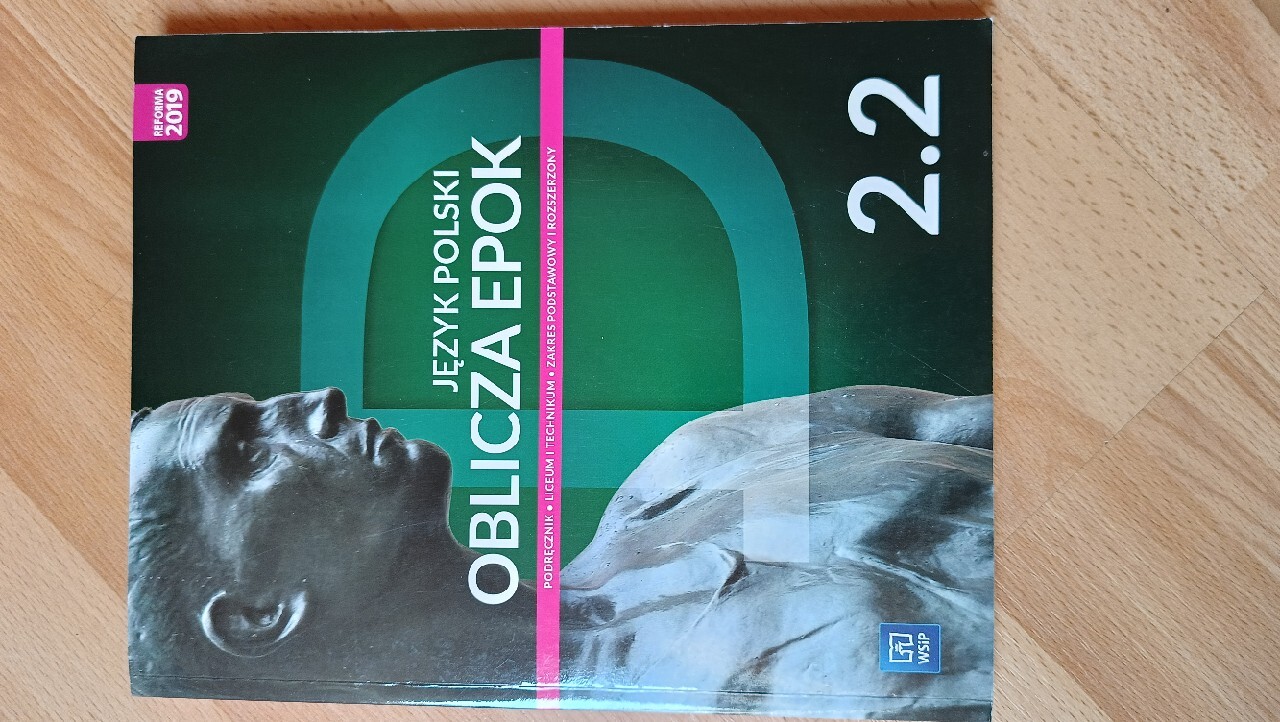 REFORMA
2019
JĘZYK POLSKI
OBLICZA EPOK
PODRĘCZNIK • LICEUM I TECHNIKUM • ZAKRES PODSTAWOWY I ROZSZERZONY
2.2
WSiP